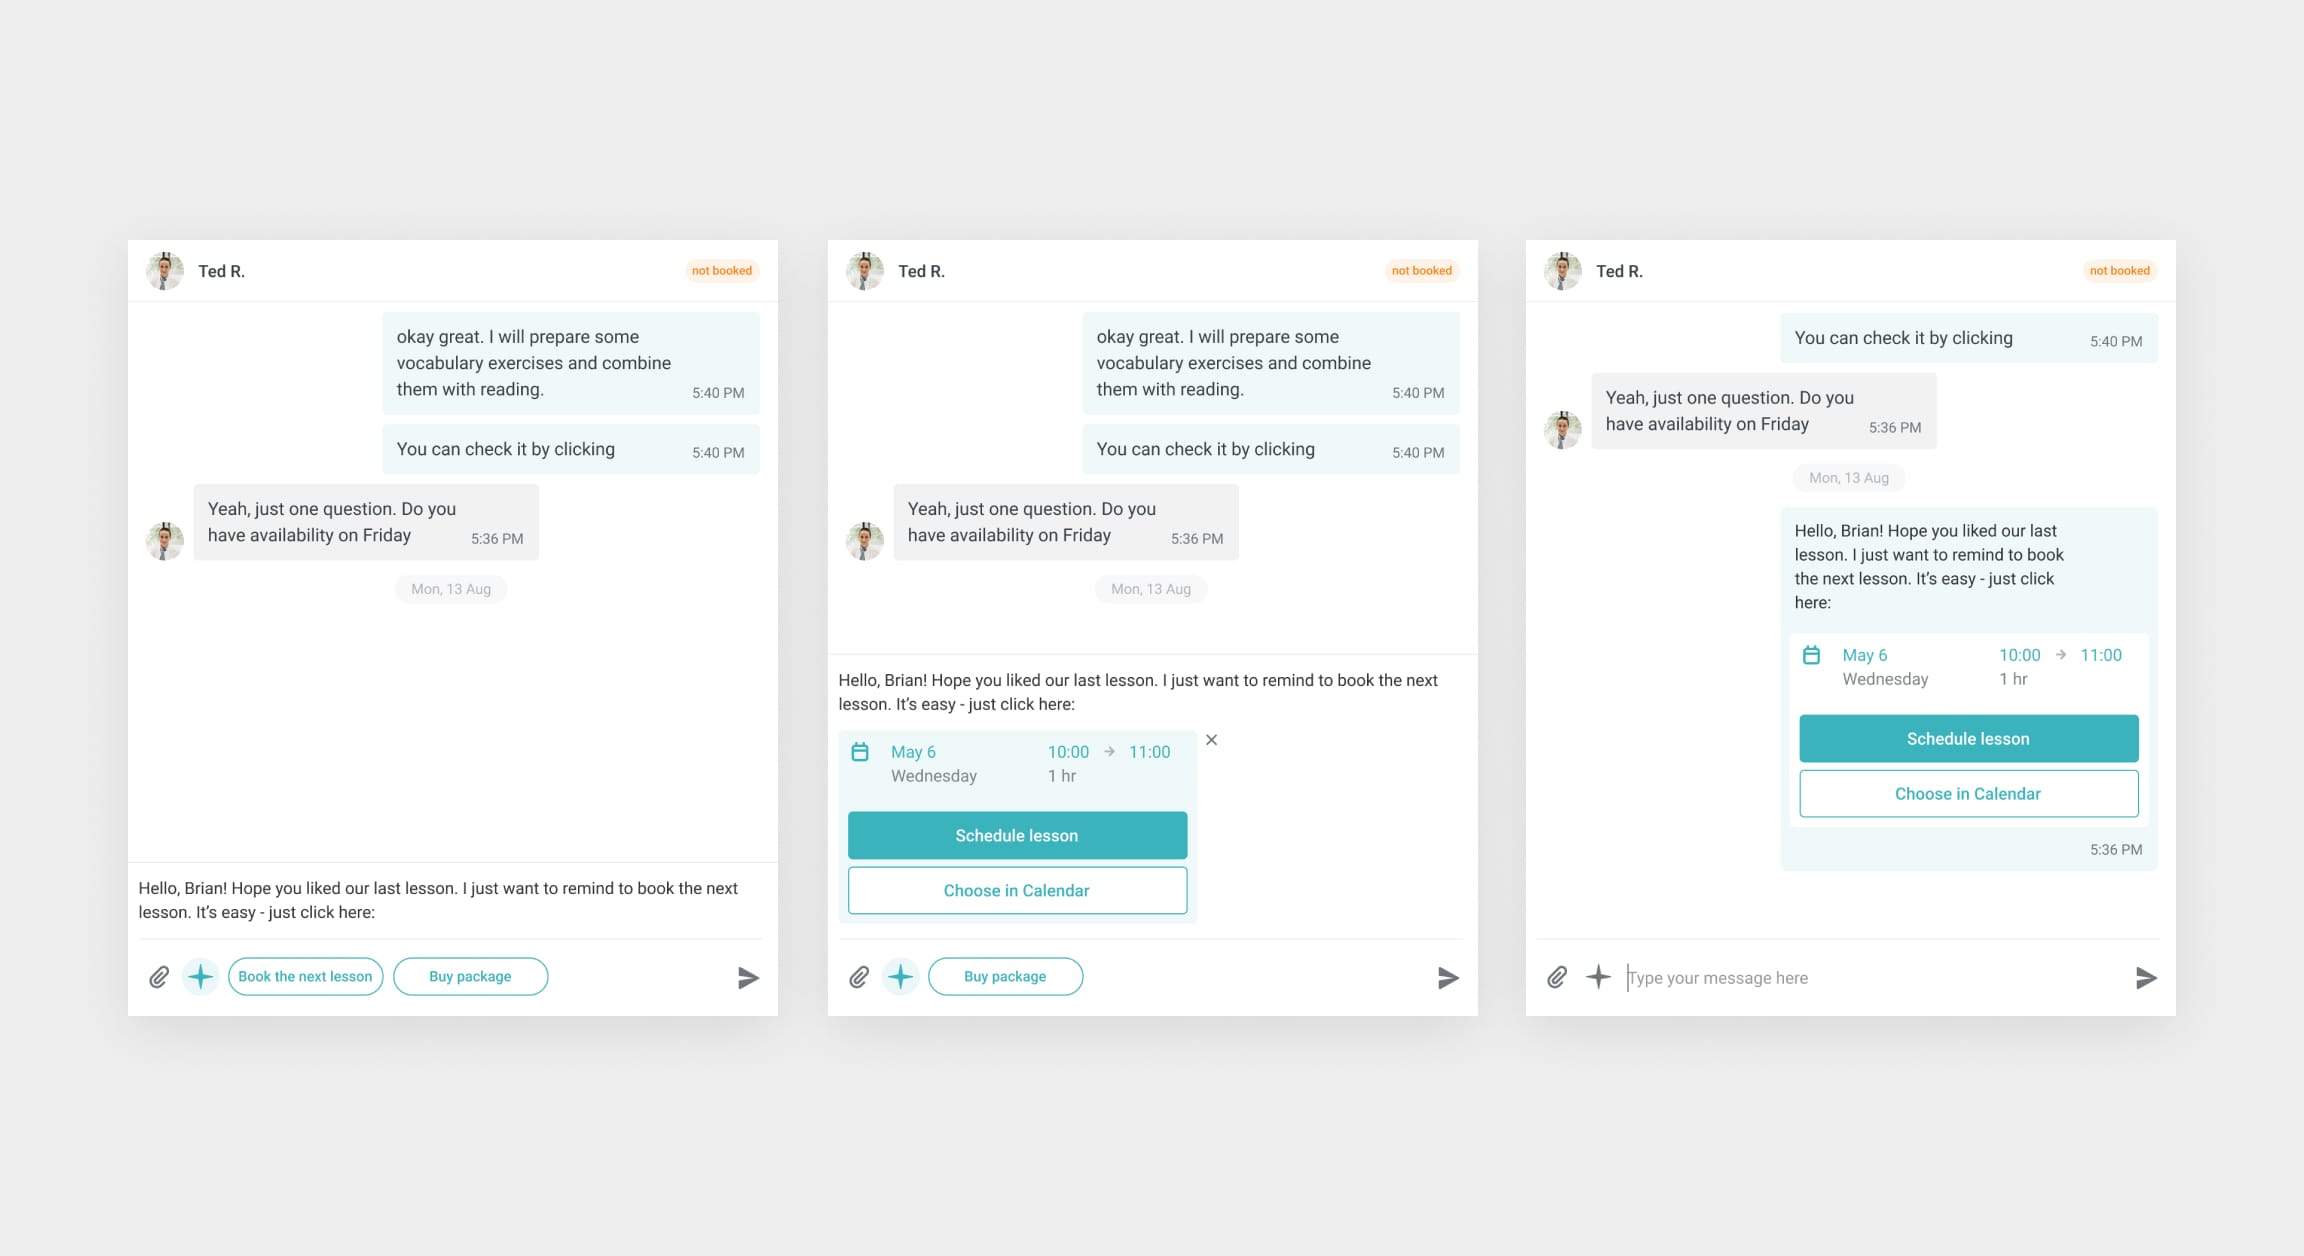 Ted R.
not booked
okay great. I will prepare some
vocabulary exercises and combine
them with reading.
5:40 PM
You can check it by clicking
5:40 PM
Yeah, just one question. Do you
have availability on Friday
5:36 PM
Mon, 13 Aug
Hello, Brian! Hope you liked our last lesson. I just want to remind to book the next
lesson. It’s easy - just click here:
Book the next lesson
Buy package
Ted R.
not booked
okay great. I will prepare some
vocabulary exercises and combine
them with reading.
5:40 PM
You can check it by clicking
5:40 PM
Yeah, just one question. Do you
have availability on Friday
5:36 PM
Mon, 13 Aug
Hello, Brian! Hope you liked our last lesson. I just want to remind to book the next
lesson. It’s easy - just click here:
May 6
10:00 → 11:00
Wednesday
1 hr
Schedule lesson
Choose in Calendar
Buy package
Ted R.
not booked
You can check it by clicking
5:40 PM
Yeah, just one question. Do you
have availability on Friday
5:36 PM
Mon, 13 Aug
Hello, Brian! Hope you liked our last
lesson. I just want to remind to book
the next lesson. It’s easy - just click
here:
May 6
10:00 → 11:00
Wednesday
1 hr
Schedule lesson
Choose in Calendar
5:36 PM
Type your message here